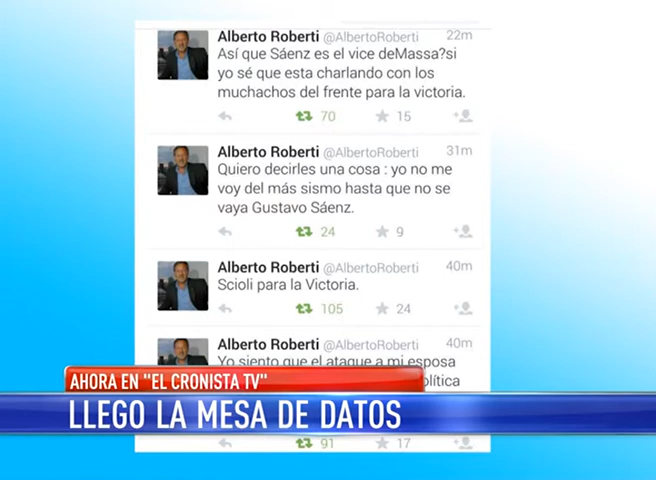 Alberto Roberti @AlbertoRoberti 22m
Así que Sáenz es el vice deMassa?si
yo sé que esta charlando con los
muchachos del frente para la victoria.
70 15
Alberto Roberti @AlbertoRoberti 31m
Quiero decirles una cosa : yo no me
voy del más sismo hasta que no se
vaya Gustavo Sáenz.
24 9
Alberto Roberti @AlbertoRoberti 40m
Scioli para la Victoria.
105 24
Alberto Roberti @AlbertoRoberti 40m
Yo siento que el ataque a mi esposa
AHORA EN "EL CRONISTA TV"
LLEGO LA MESA DE DATOS
91 17